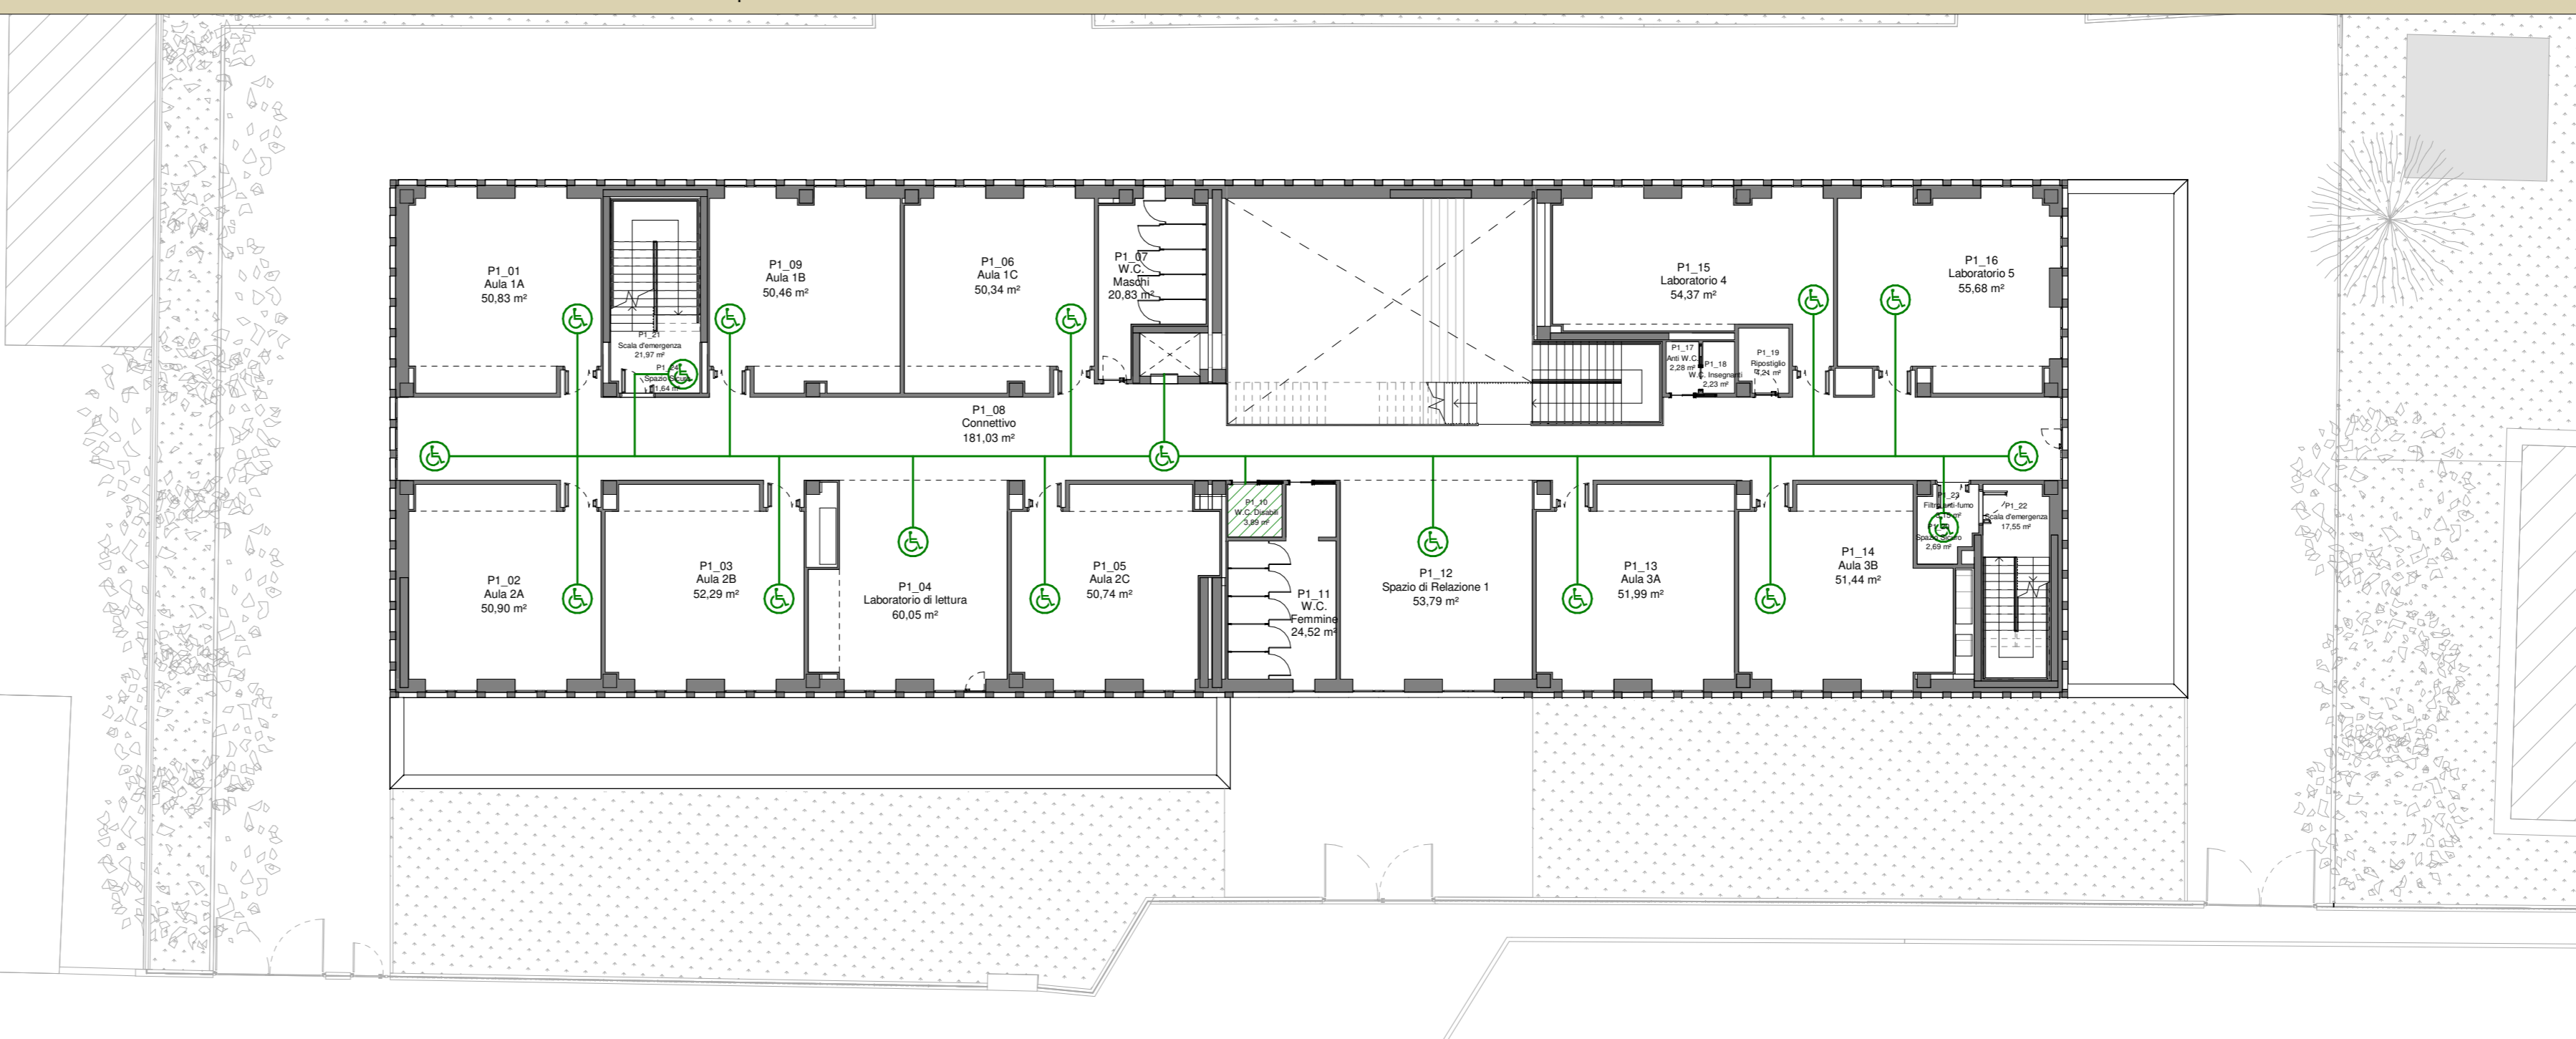 P1_01
Aula 1A
50,83 m²
P1_21
Scala d'emergenza
21,97 m²
Spazio Sicuro
P1_09
Aula 1B
50,46 m²
P1_06
Aula 1C
50,34 m²
P1_07
W.C.
Maschi
20,83 m²
P1_15
Laboratorio 4
54,37 m²
P1_16
Laboratorio 5
55,68 m²
P1_17
Anti W.C.
2,28 m²
P1_18
W.C. Insegnanti
2,23 m²
P1_19
Ripostiglio
P1_08
Connettivo
181,03 m²
P1_02
Aula 2A
50,90 m²
P1_03
Aula 2B
52,29 m²
P1_04
Laboratorio di lettura
60,05 m²
P1_05
Aula 2C
50,74 m²
P1_10
W.C. Disabili
3,89 m²
P1_11
W.C.
Femmine
24,52 m²
P1_12
Spazio di Relazione 1
53,79 m²
P1_13
Aula 3A
51,99 m²
P1_14
Aula 3B
51,44 m²
P1_23
Filtro anti-fumo
Spazio Sicuro
2,69 m²
P1_22
Scala d'emergenza
17,55 m²